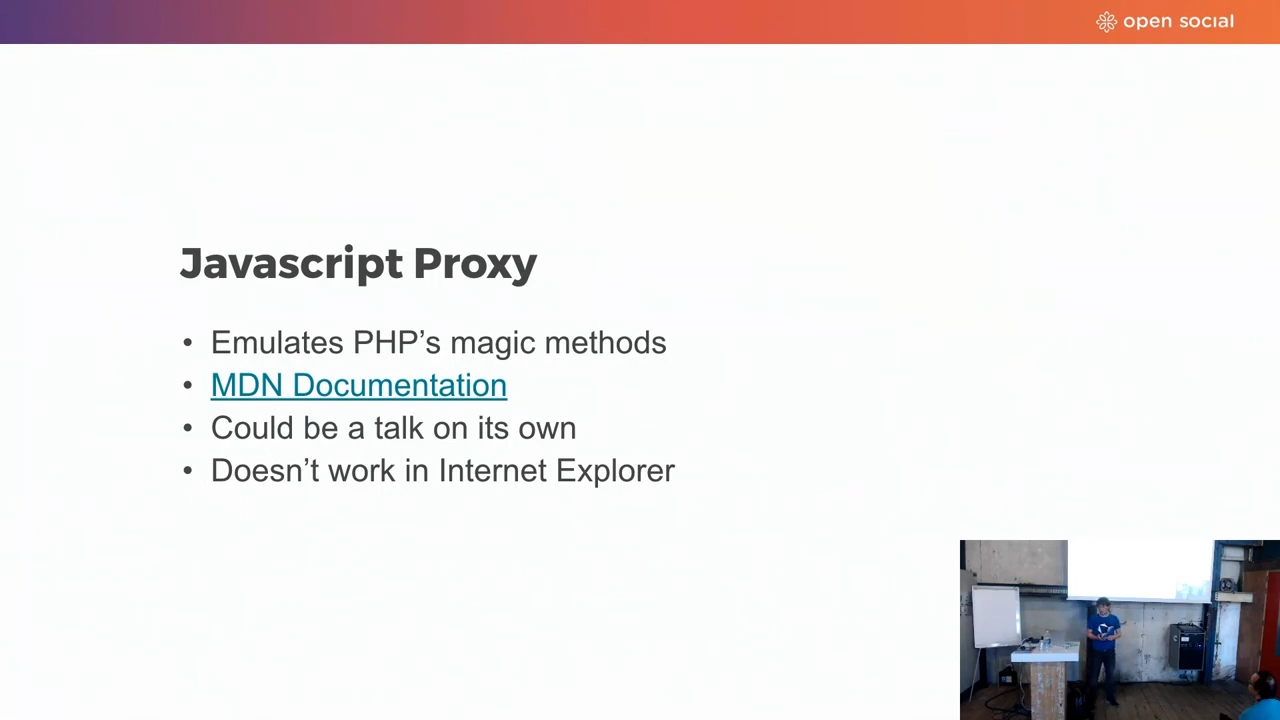 open social
Javascript Proxy
• Emulates PHP’s magic methods
• MDN Documentation
• Could be a talk on its own
• Doesn’t work in Internet Explorer